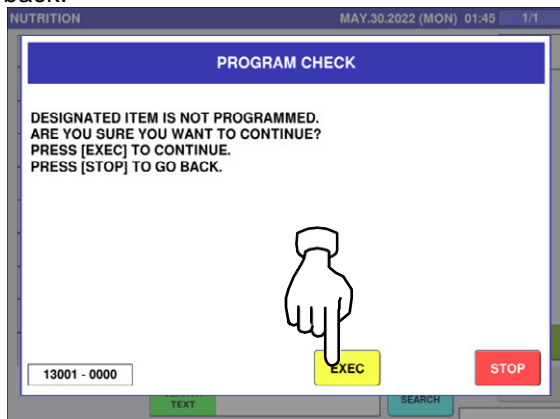 back.
NUTRITION MAY.30.2022 (MON) 01:45 1/1
PROGRAM CHECK
DESIGNATED ITEM IS NOT PROGRAMMED.
ARE YOU SURE YOU WANT TO CONTINUE?
PRESS [EXEC] TO CONTINUE.
PRESS [STOP] TO GO BACK.
13001 - 0000 EXEC STOP
TEXT SEARCH